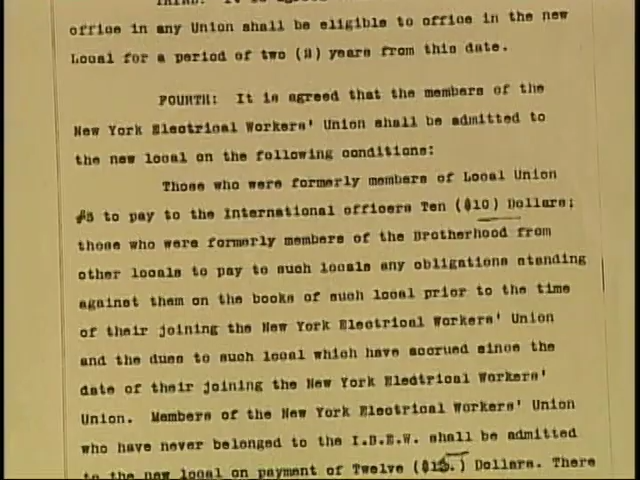 THIRD: It is agreed
office in any Union shall be eligible to office in the new
Local for a period of two (2) years from this date.
FOURTH: It is agreed that the members of the
New York Electrical Workers' Union shall be admitted to
the new local on the following conditions:
Those who were formerly members of Local Union
#3 to pay to the International officers Ten ($10) Dollars;
those who were formerly members of the Brotherhood from
other locals to pay to such locals any obligations standing
against them on the books of such local prior to the time
of their joining the New York Electrical Workers' Union
and the dues to such local which have accrued since the
date of their joining the New York Electrical Workers'
Union. Members of the New York Electrical Workers' Union
who have never belonged to the I.B.E.W. shall be admitted
to the new local on payment of Twelve Dollars. There